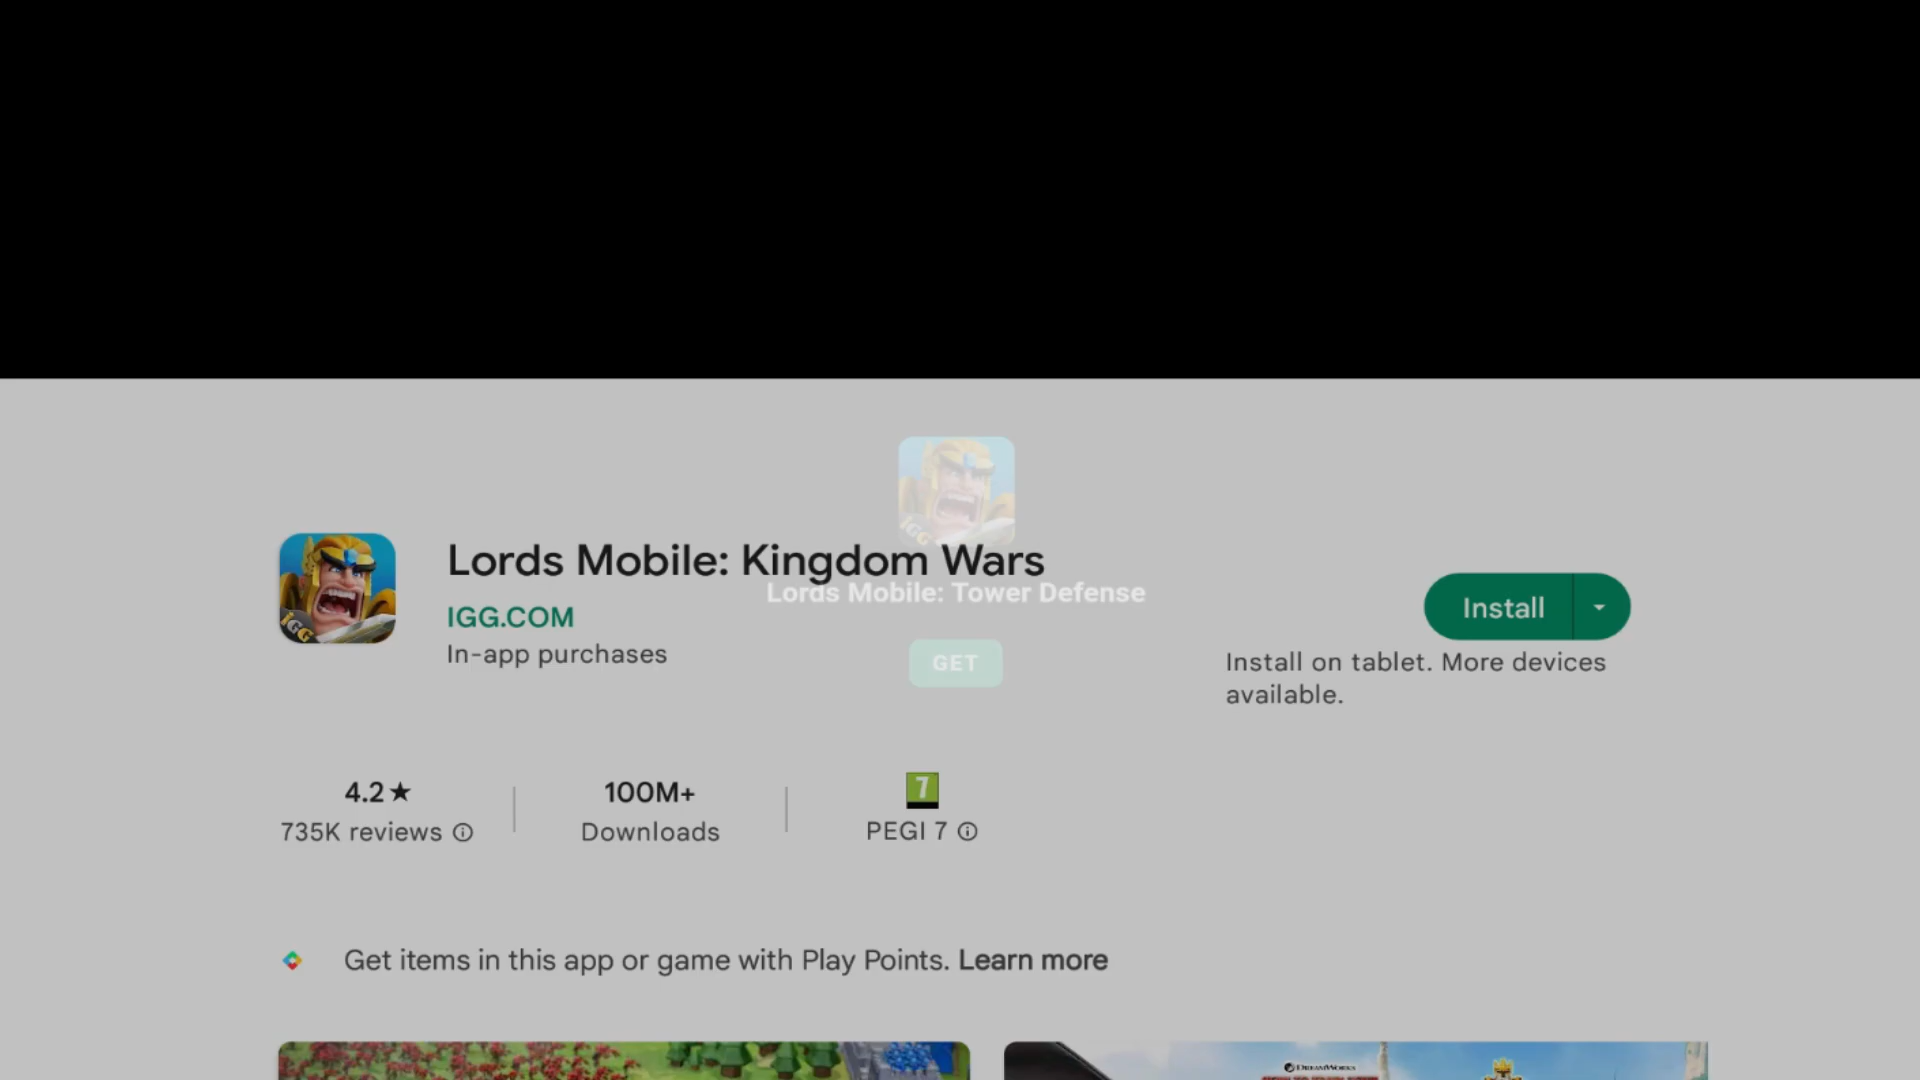 IGG
Lords Mobile: Kingdom Wars
Lords Mobile: Tower Defense
IGG.COM
In-app purchases
GET
Install
Install on tablet. More devices
available.
4.2★
735K reviews
100M+
Downloads
7
PEGI 7
Get items in this app or game with Play Points. Learn more
DREAMWORKS